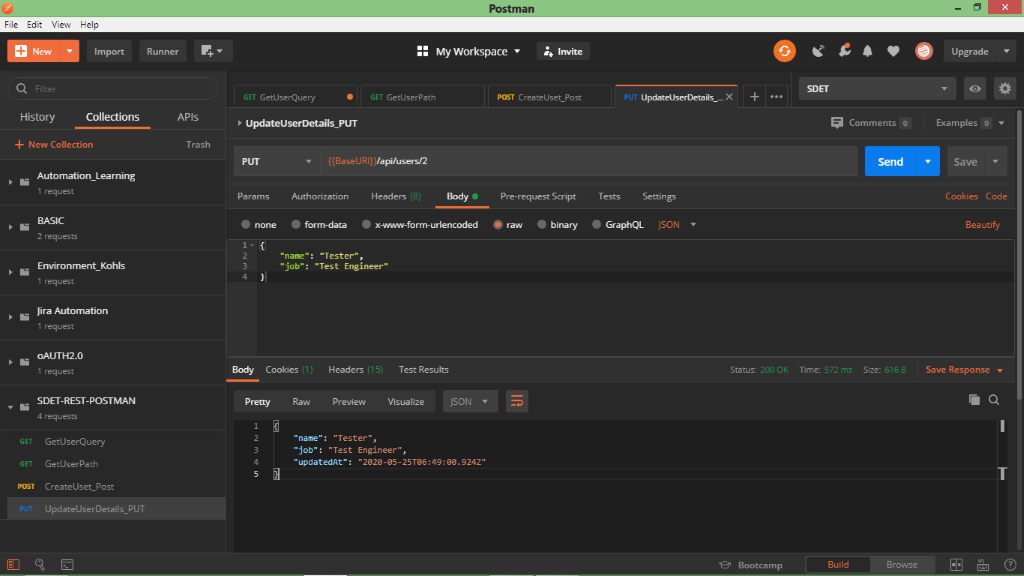 Postman
File Edit View Help
New Import Runner My Workspace Invite Upgrade
Filter
History Collections APIs
New Collection Trash
Automation_Learning
1 request
BASIC
2 requests
Environment_Kohls
1 request
Jira Automation
1 request
oAUTH2.0
1 request
SDET-REST-POSTMAN
4 requests
GET GetUserQuery
GET GetUserPath
POST CreateUset_Post
PUT UpdateUserDetails_PUT
GET GetUserQuery GET GetUserPath POST CreateUset_Post PUT UpdateUserDetails_... SDET
UpdateUserDetails_PUT Comments 0 Examples 0
PUT {{BaseURI}}/api/users/2 Send Save
Params Authorization Headers (8) Body Pre-request Script Tests Settings Cookies Code
none form-data x-www-form-urlencoded raw binary GraphQL JSON Beautify
1 {
2 "name": "Tester",
3 "job": "Test Engineer"
4 }
Body Cookies (1) Headers (15) Test Results Status: 200 OK Time: 572 ms Size: 616 B Save Response
Pretty Raw Preview Visualize JSON
1 {
2 "name": "Tester",
3 "job": "Test Engineer",
4 "updatedAt": "2020-05-25T06:49:00.924Z"
5 }
Bootcamp Build Browse